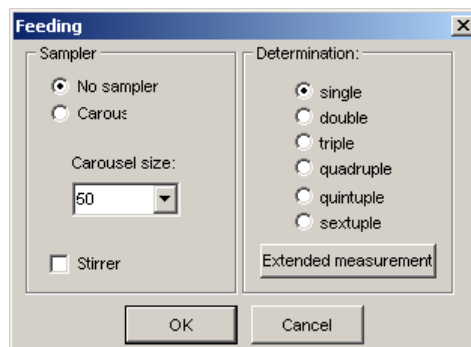 Feeding
Sampler
No sampler
Carous
Carousel size:
50
Stirrer
Determination:
single
double
triple
quadruple
quintuple
sextuple
Extended measurement
OK
Cancel